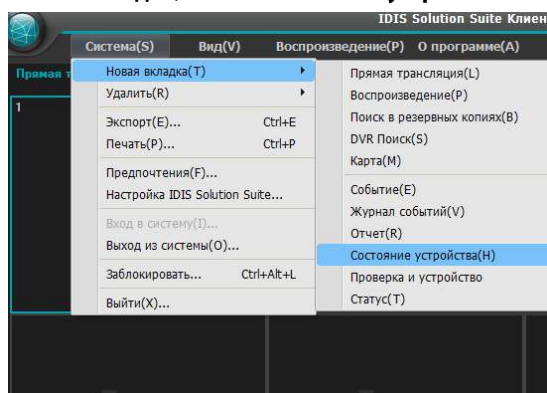 IDIS Solution Suite Клиен
Система(S) Вид(V) Воспроизведение(P) О программе(A)
Прямая т
1
Новая вкладка(T)
Удалить(R)
Экспорт(E)... Ctrl+E
Печать(P)... Ctrl+P
Предпочтения(F)...
Настройка IDIS Solution Suite...
Вход в систему(I)...
Выход из системы(O)...
Заблокировать... Ctrl+Alt+L
Выйти(X)...
Прямая трансляция(L)
Воспроизведение(P)
Поиск в резервных копиях(B)
DVR Поиск(S)
Карта(M)
Событие(E)
Журнал событий(V)
Отчет(R)
Состояние устройства(H)
Проверка и устройство
Статус(T)